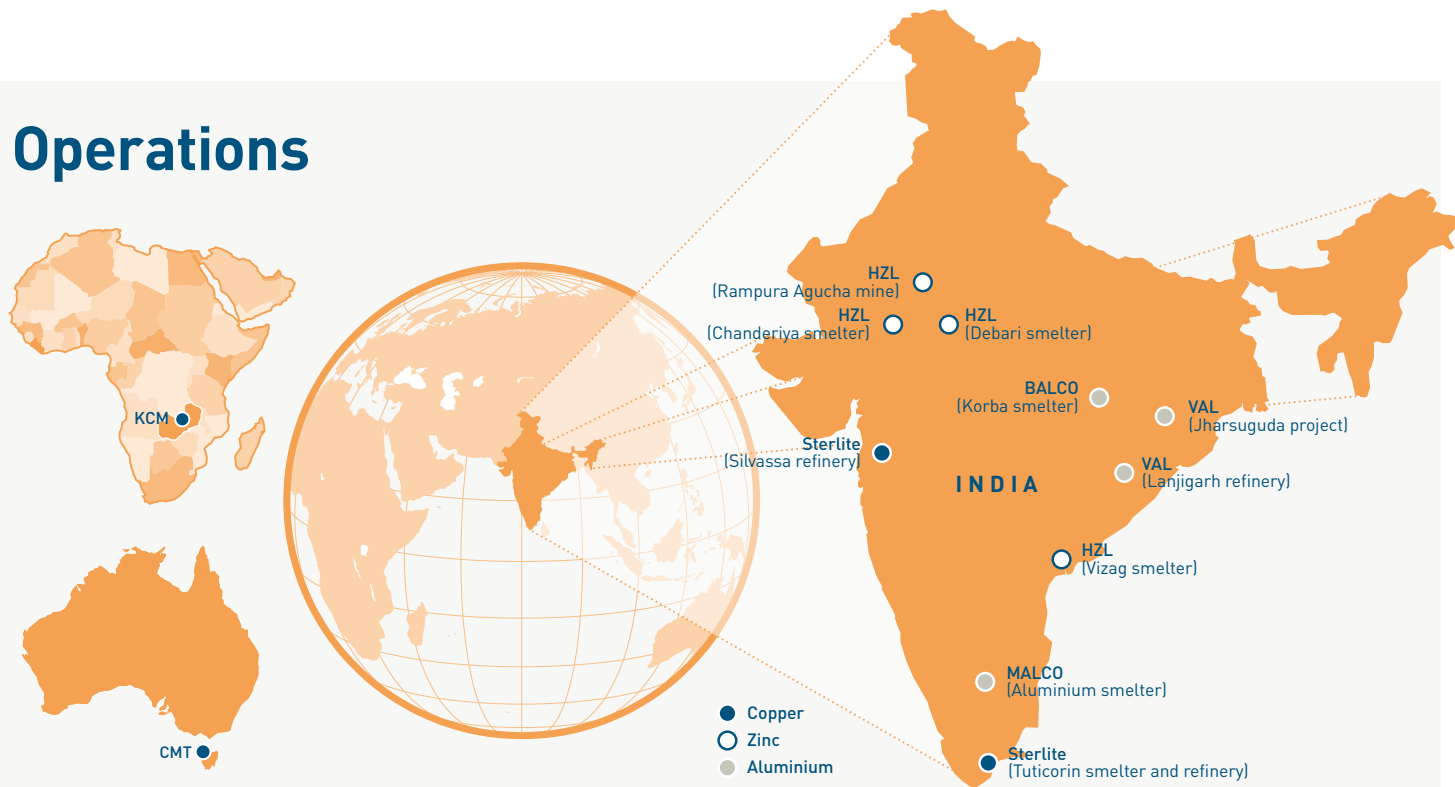 Operations
HZL
(Rampura Agucha mine)
HZL
(Chanderiya smelter)
HZL
(Debari smelter)
BALCO
(Korba smelter)
VAL
(Jharsuguda project)
KCM
Sterlite
(Silvassa refinery)
VAL
(Lanjigarh refinery)
INDIA
HZL
(Vizag smelter)
MALCO
(Aluminium smelter)
Copper
Zinc
Aluminium
CMT
Sterlite
(Tuticorin smelter and refinery)